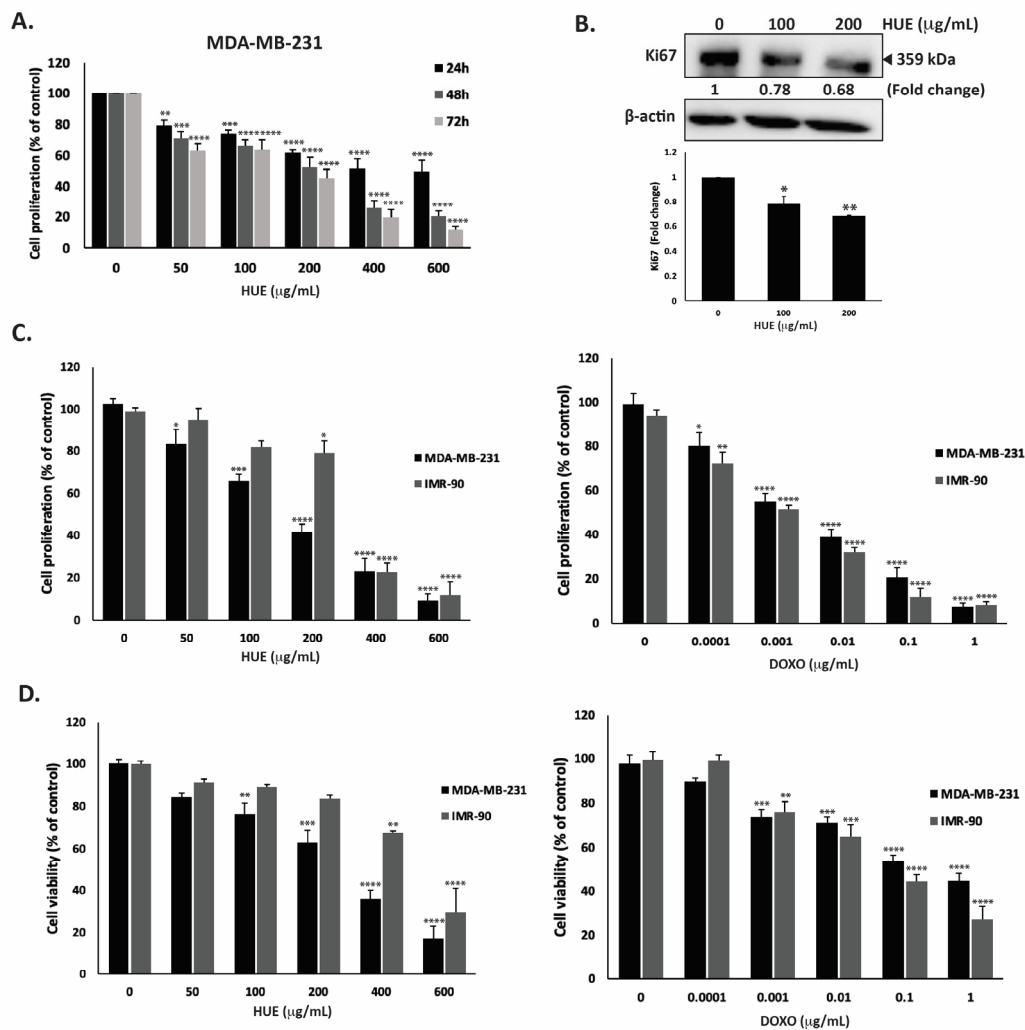 A.
MDA-MB-231
Cell proliferation (% of control)
120
100
80
60
40
20
0
24h
48h
72h
** *** ****
*** **** ****
**** **** ****
**** **** ****
**** **** ****
0 50 100 200 400 600
HUE (µg/mL)
B.
0 100 200 HUE (µg/mL)
Ki67
359 kDa
1 0.78 0.68 (Fold change)
β-actin
Ki67 (Fold change)
1.2
1
0.8
0.6
0.4
0.2
0
* **
0 100 200
HUE (µg/mL)
C.
Cell proliferation (% of control)
120
100
80
60
40
20
0
MDA-MB-231
IMR-90
* *** **** * **** **** **** ****
0 50 100 200 400 600
HUE (µg/mL)
Cell proliferation (% of control)
120
100
80
60
40
20
0
MDA-MB-231
IMR-90
* ** **** **** **** **** **** **** **** ****
0 0.0001 0.001 0.01 0.1 1
DOXO (µg/mL)
D.
Cell viability (% of control)
120
100
80
60
40
20
0
MDA-MB-231
IMR-90
** *** **** ** **** ****
0 50 100 200 400 600
HUE (µg/mL)
Cell viability (% of control)
120
100
80
60
40
20
0
MDA-MB-231
IMR-90
*** ** *** *** **** **** **** ****
0 0.0001 0.001 0.01 0.1 1
DOXO (µg/mL)